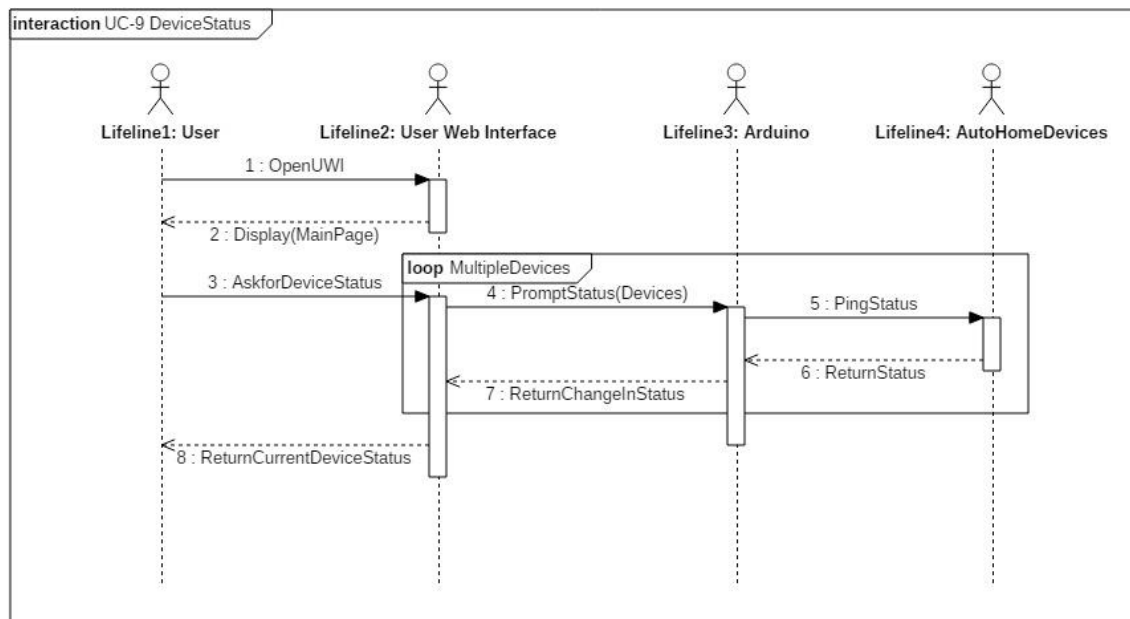 interaction UC-9 DeviceStatus
Lifeline1: User
Lifeline2: User Web Interface
Lifeline3: Arduino
Lifeline4: AutoHomeDevices
1 : OpenUWI
2 : Display(MainPage)
loop MultipleDevices
3 : AskforDeviceStatus
4 : PromptStatus(Devices)
5 : PingStatus
6 : ReturnStatus
7 : ReturnChangeInStatus
8 : ReturnCurrentDeviceStatus